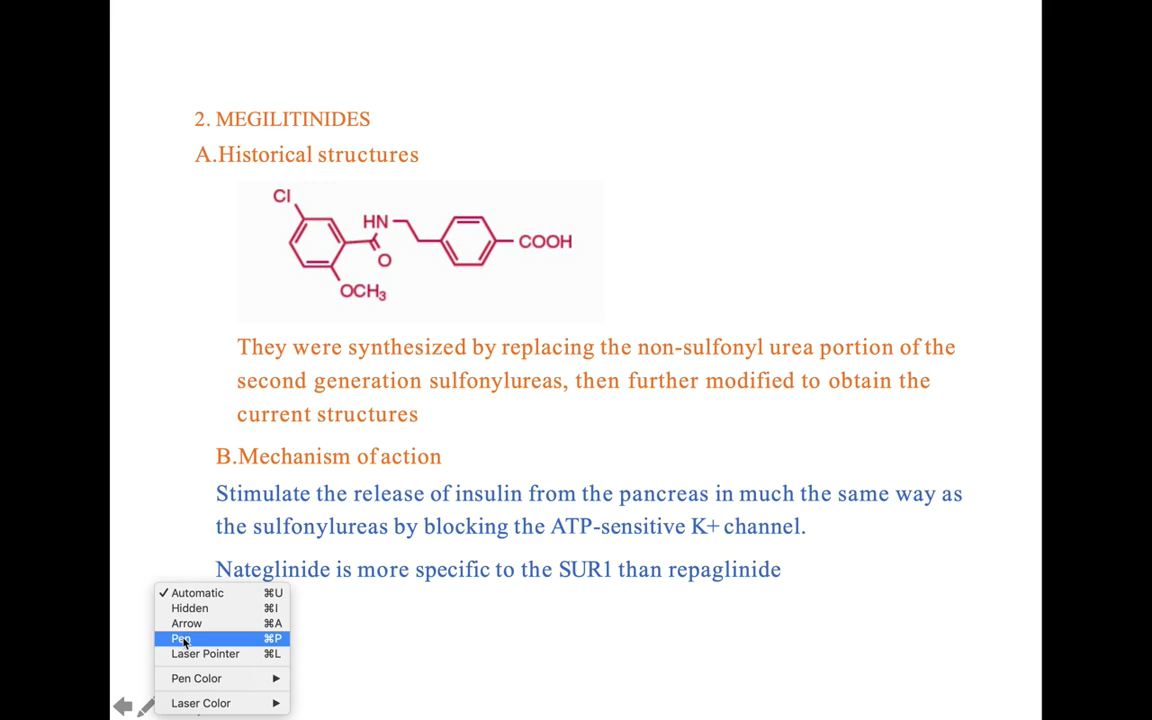 2. MEGILITINIDES
A.Historical structures
Cl
HN
COOH
O
OCH3
They were synthesized by replacing the non-sulfonyl urea portion of the
second generation sulfonylureas, then further modified to obtain the
current structures
B.Mechanism of action
Stimulate the release of insulin from the pancreas in much the same way as
the sulfonylureas by blocking the ATP-sensitive K+ channel.
Nateglinide is more specific to the SUR1 than repaglinide
✓ Automatic ⌘U
Hidden ⌘I
Arrow ⌘A
Pen ⌘P
Laser Pointer ⌘L
Pen Color
Laser Color